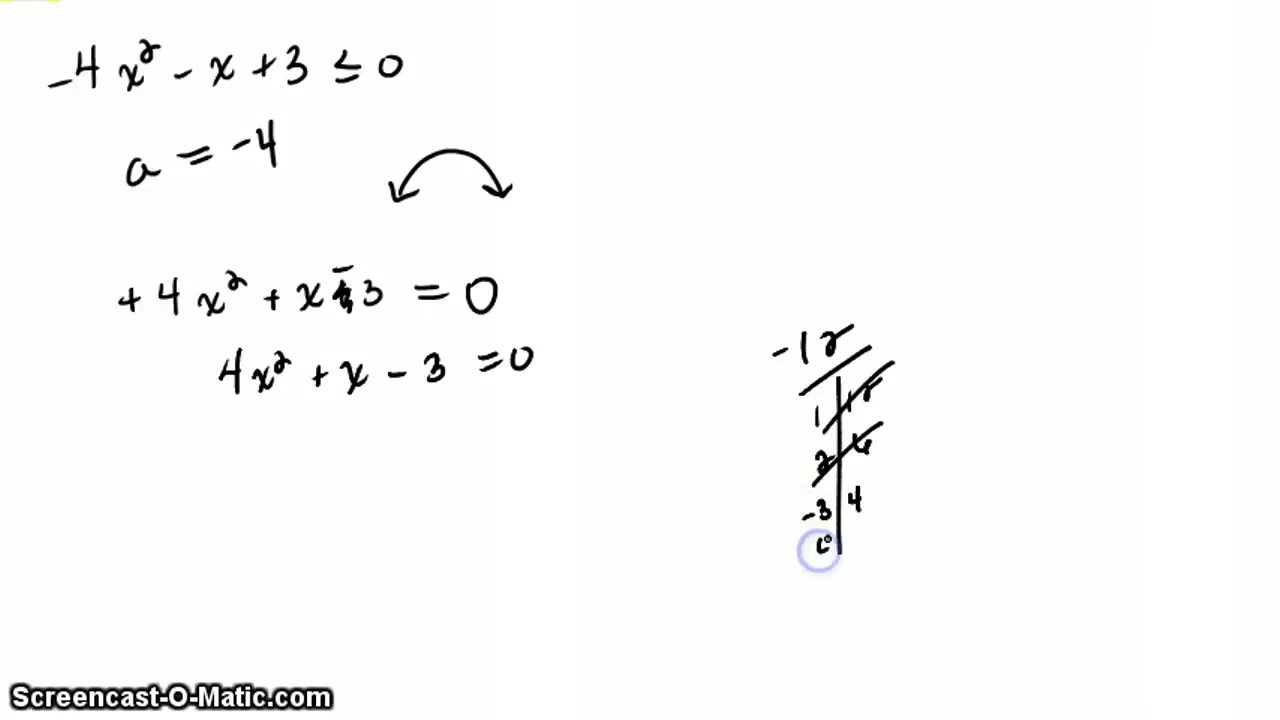 -4x² - x + 3 ≤ 0
a = -4
+4x² + x - 3 = 0
4x² + x - 3 = 0
-12
1 12
2 6
-3 4
Screencast-O-Matic.com